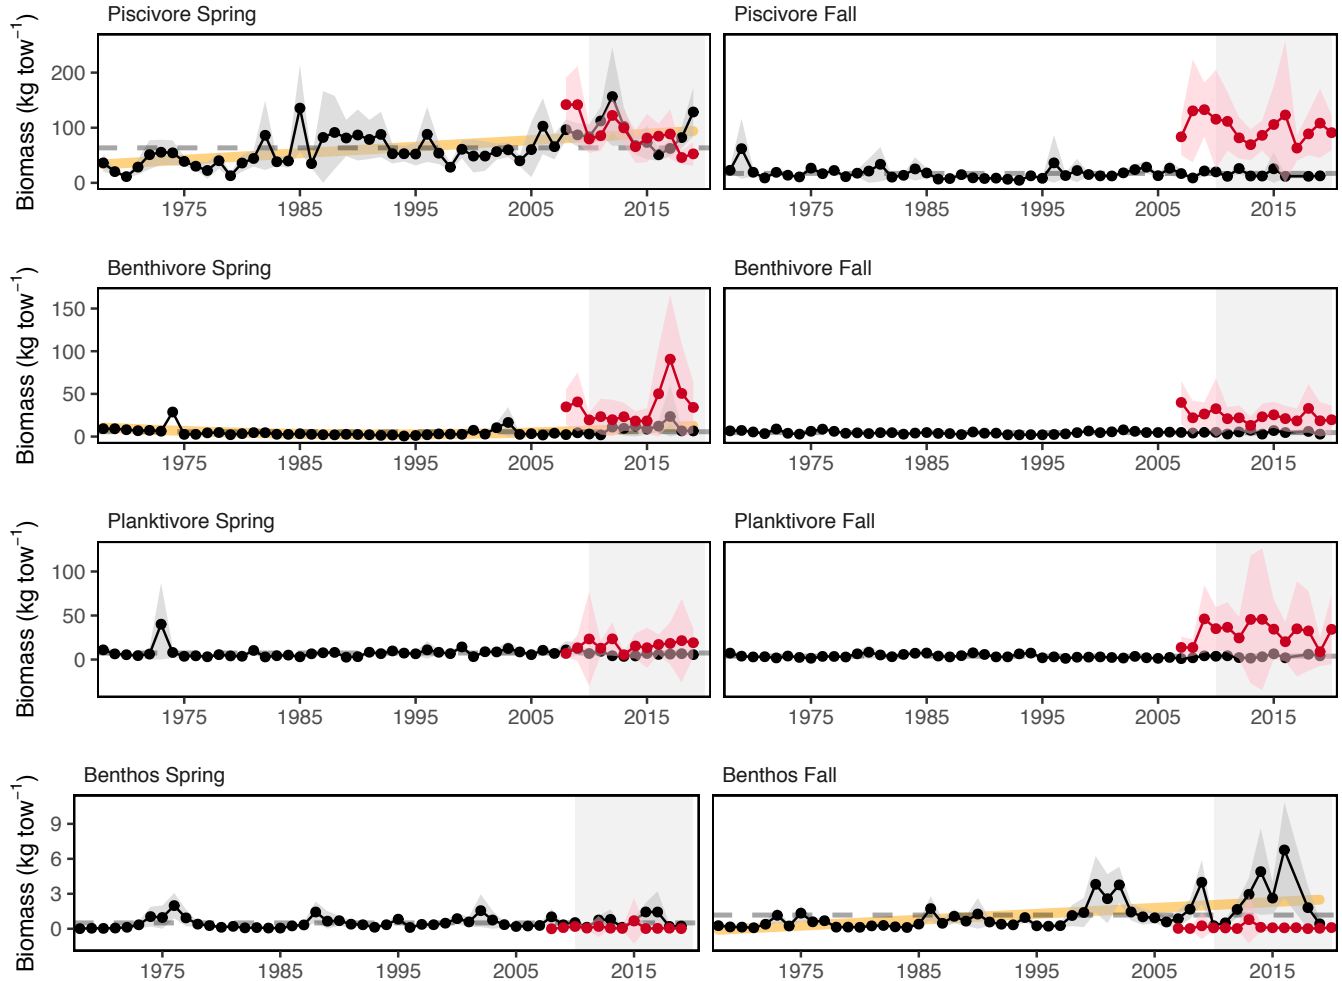 Piscivore Spring
Piscivore Fall
Biomass (kg tow⁻¹)
200
100
0
1975 1985 1995 2005 2015
1975 1985 1995 2005 2015
Benthivore Spring
Benthivore Fall
Biomass (kg tow⁻¹)
150
100
50
0
1975 1985 1995 2005 2015
1975 1985 1995 2005 2015
Planktivore Spring
Planktivore Fall
Biomass (kg tow⁻¹)
100
50
0
1975 1985 1995 2005 2015
1975 1985 1995 2005 2015
Benthos Spring
Benthos Fall
Biomass (kg tow⁻¹)
9
6
3
0
1975 1985 1995 2005 2015
1975 1985 1995 2005 2015